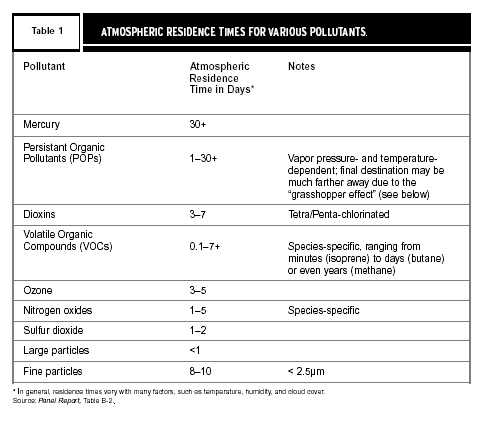 Table 1
ATMOSPHERIC RESIDENCE TIMES FOR VARIOUS POLLUTANTS.
Pollutant
Atmospheric
Residence
Time in Days*
Notes
Mercury 30+
Persistant Organic
Pollutants (POPs) 1–30+ Vapor pressure- and temperature-
dependent; final destination may be
much farther away due to the
“grasshopper effect” (see below)
Dioxins 3–7 Tetra/Penta-chlorinated
Volatile Organic
Compounds (VOCs) 0.1–7+ Species-specific, ranging from
minutes (isoprene) to days (butane)
or even years (methane)
Ozone 3–5
Nitrogen oxides 1–5 Species-specific
Sulfur dioxide 1–2
Large particles <1
Fine particles 8–10 < 2.5µm
* In general, residence times vary with many factors, such as temperature, humidity, and cloud cover.
Source: Panel Report, Table B-2.